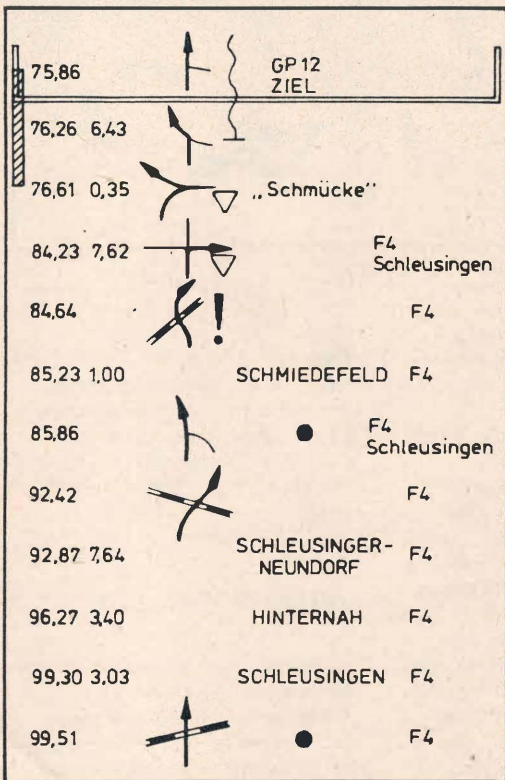 75,86 GP 12
ZIEL
76,26 6,43
76,61 0,35 „Schmücke"
84,23 7,62 F4
Schleusingen
84,64 ! F4
85,23 1,00 SCHMIEDEFELD F4
85,86 F4
Schleusingen
92,42 F4
92,87 7,64 SCHLEUSINGER-
NEUNDORF F4
96,27 3,40 HINTERNAH F4
99,30 3,03 SCHLEUSINGEN F4
99,51 F4